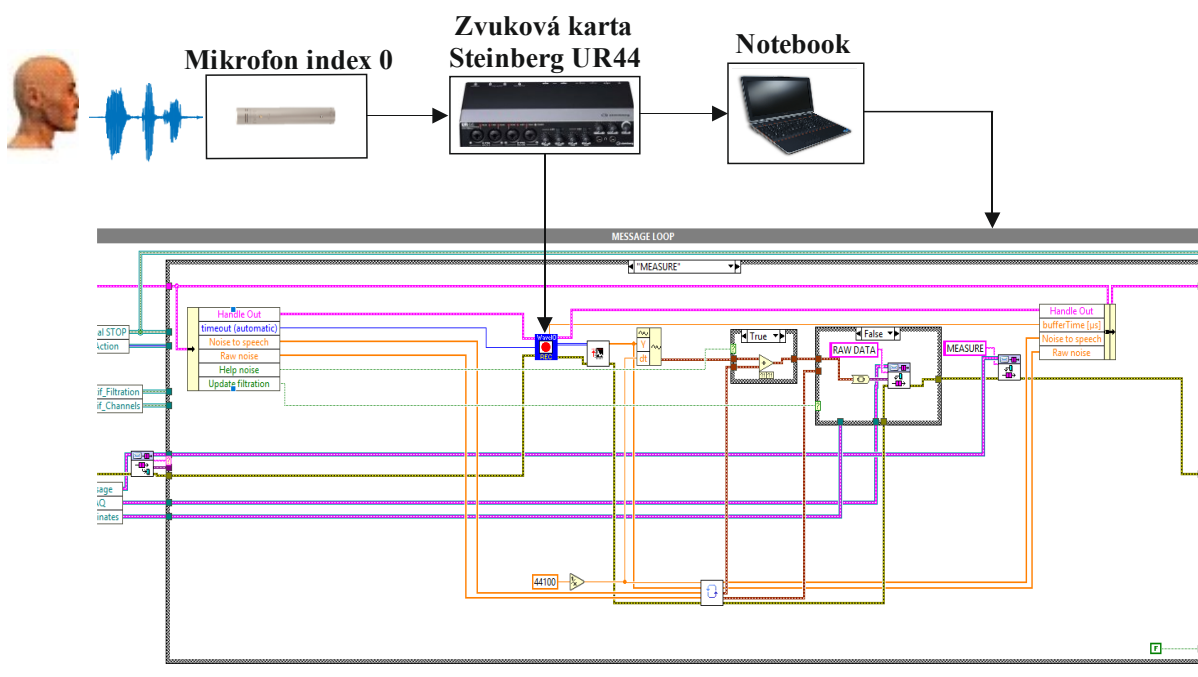 Mikrofon index 0
Zvuková karta
Steinberg UR44
Notebook
MESSAGE LOOP
"MEASURE"
Handle Out
timeout (automatic)
Noise to speech
Raw noise
Help noise
Update filtration
al STOP
Action
if_Filtration
if_Channels
sage
AQ
inates
REC
Y
dt
True
False
RAW DATA
MEASURE
Handle Out
bufferTime [µs]
Noise to speech
Raw noise
44100
F